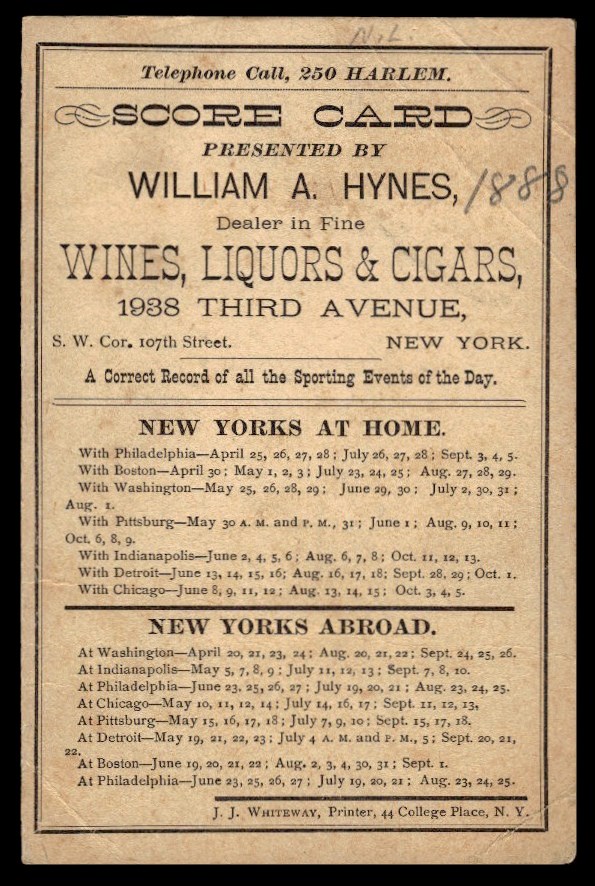 N.L.
Telephone Call, 250 HARLEM.
SCORE CARD
PRESENTED BY
WILLIAM A. HYNES, 1888
Dealer in Fine
WINES, LIQUORS & CIGARS,
1938 THIRD AVENUE,
S. W. Cor. 107th Street. NEW YORK.
A Correct Record of all the Sporting Events of the Day.
NEW YORKS AT HOME.
With Philadelphia—April 25, 26, 27, 28; July 26, 27, 28; Sept. 3, 4, 5.
With Boston—April 30; May 1, 2, 3; July 23, 24, 25; Aug. 27, 28, 29.
With Washington—May 25, 26, 28, 29; June 29, 30; July 2, 30, 31;
Aug. 1.
With Pittsburg—May 30 A. M. and P. M., 31; June 1; Aug. 9, 10, 11;
Oct. 6, 8, 9.
With Indianapolis—June 2, 4, 5, 6; Aug. 6, 7, 8; Oct. 11, 12, 13.
With Detroit—June 13, 14, 15, 16; Aug. 16, 17, 18; Sept. 28, 29; Oct. 1.
With Chicago—June 8, 9, 11, 12; Aug. 13, 14, 15; Oct. 3, 4, 5.
NEW YORKS ABROAD.
At Washington—April 20, 21, 23, 24; Aug. 20, 21, 22; Sept. 24, 25, 26.
At Indianapolis—May 5, 7, 8, 9; July 11, 12, 13; Sept. 7, 8, 10.
At Philadelphia—June 23, 25, 26, 27; July 19, 20, 21; Aug. 23, 24, 25.
At Chicago—May 10, 11, 12, 14; July 14, 16, 17; Sept. 11, 12, 13,
At Pittsburg—May 15, 16, 17, 18; July 7, 9, 10; Sept. 15, 17, 18.
At Detroit—May 19, 21, 22, 23; July 4 A. M. and P. M., 5; Sept. 20, 21,
22.
At Boston—June 19, 20, 21, 22; Aug. 2, 3, 4, 30, 31; Sept. 1.
At Philadelphia—June 23, 25, 26, 27; July 19, 20, 21; Aug. 23, 24, 25.
J. J. WHITEWAY, Printer, 44 College Place, N. Y.